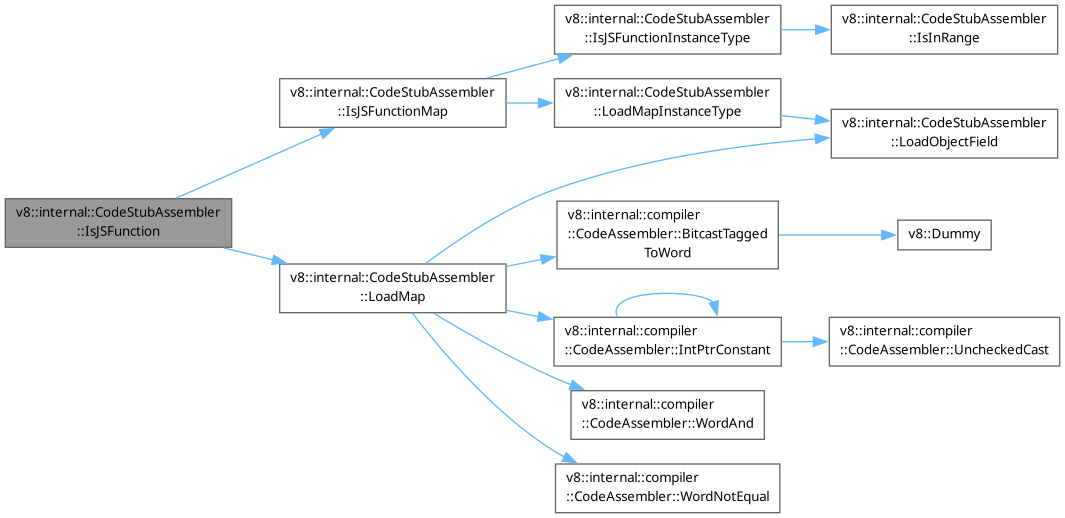 v8::internal::CodeStubAssembler
::IsJSFunction
v8::internal::CodeStubAssembler
::IsJSFunctionMap
v8::internal::CodeStubAssembler
::LoadMap
v8::internal::CodeStubAssembler
::IsJSFunctionInstanceType
v8::internal::CodeStubAssembler
::LoadMapInstanceType
v8::internal::compiler
::CodeAssembler::BitcastTagged
ToWord
v8::internal::compiler
::CodeAssembler::IntPtrConstant
v8::internal::compiler
::CodeAssembler::WordAnd
v8::internal::compiler
::CodeAssembler::WordNotEqual
v8::internal::CodeStubAssembler
::IsInRange
v8::internal::CodeStubAssembler
::LoadObjectField
v8::Dummy
v8::internal::compiler
::CodeAssembler::UncheckedCast